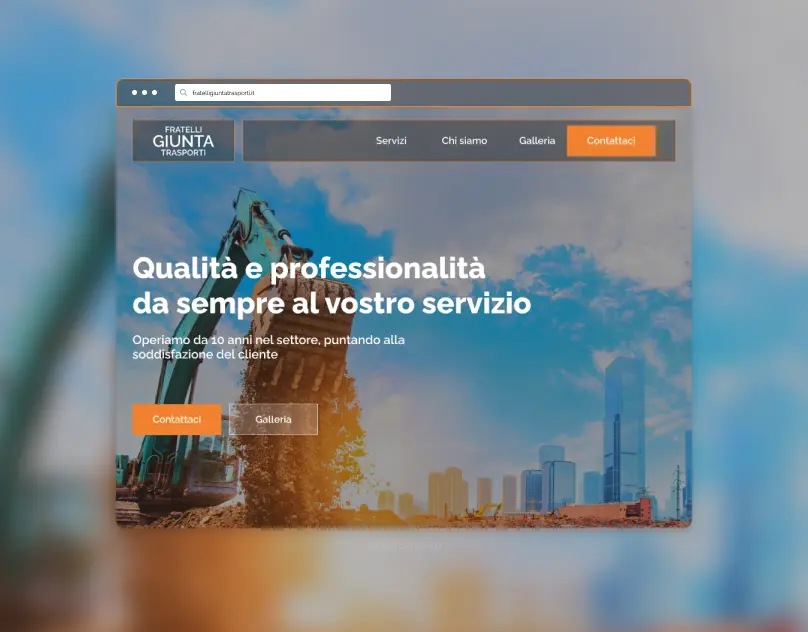 fratelligiuntatrasporti.it
FRATELLI
GIUNTA
TRASPORTI
Servizi
Chi siamo
Galleria
Contattaci
Qualità e professionalità
da sempre al vostro servizio
Operiamo da 10 anni nel settore, puntando alla
soddisfazione del cliente
Contattaci
Galleria